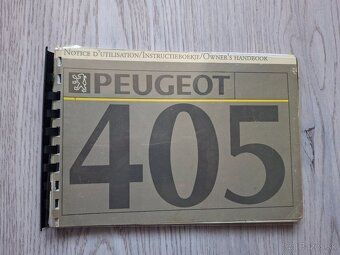 NOTICE D'UTILISATION/INSTRUCTIEBOEKJE/OWNER'S HANDBOOK
PEUGEOT
405